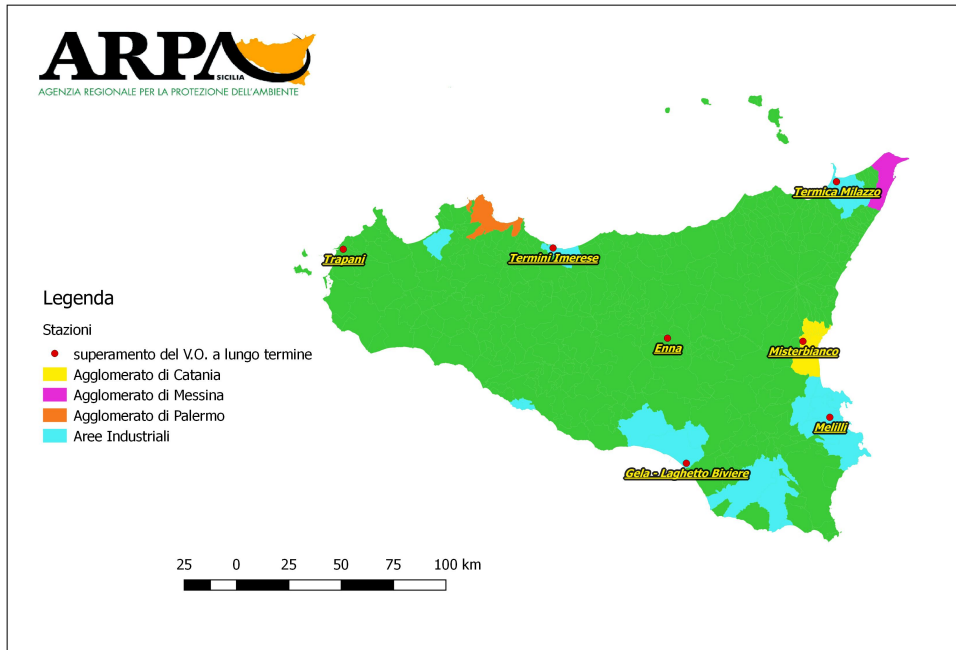 ARPA
SICILIA
AGENZIA REGIONALE PER LA PROTEZIONE DELL'AMBIENTE
Termica Milazzo
Trapani
Termini Imerese
Enna
Misterbianco
Melilli
Gela - Laghetto Biviere
Legenda
Stazioni
superamento del V.O. a lungo termine
Agglomerato di Catania
Agglomerato di Messina
Agglomerato di Palermo
Aree Industriali
25 0 25 50 75 100 km